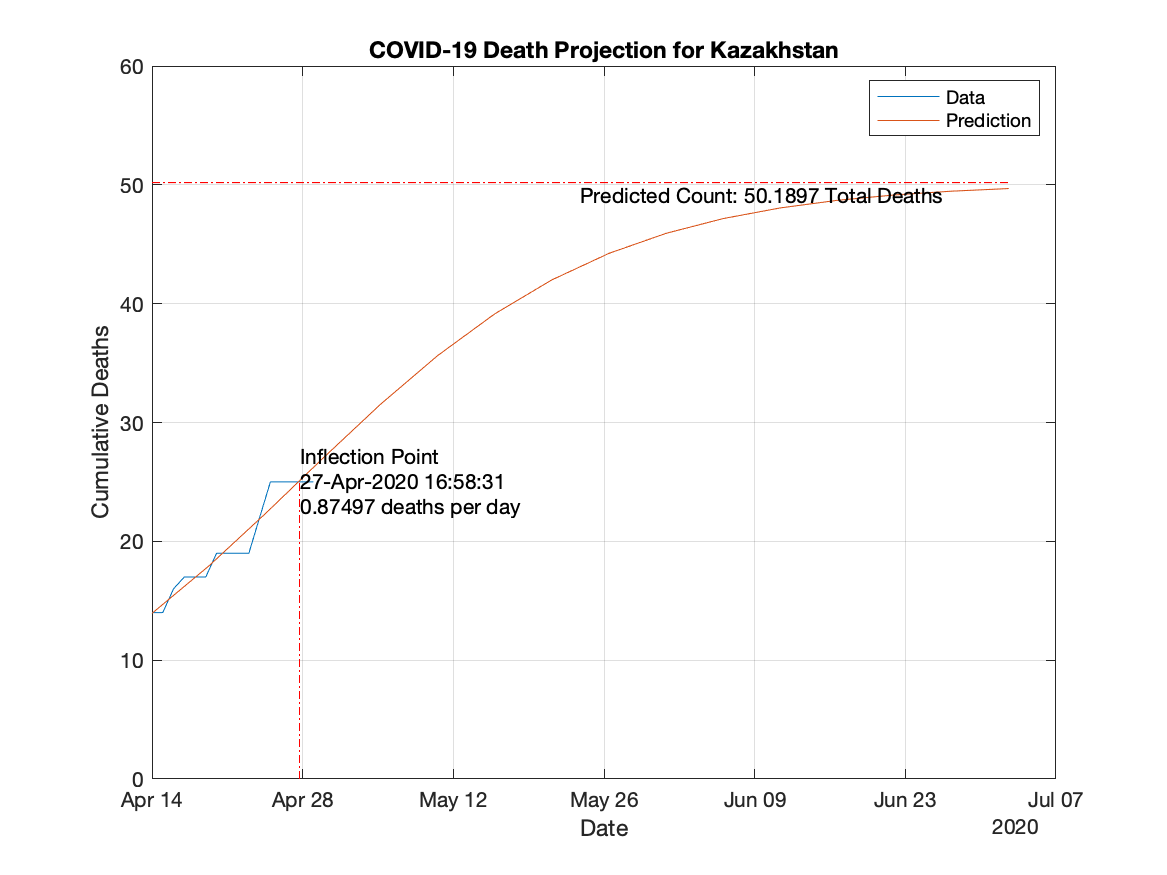 COVID-19 Death Projection for Kazakhstan
60
50
40
30
20
10
0
Cumulative Deaths
Data
Prediction
Predicted Count: 50.1897 Total Deaths
Inflection Point
27-Apr-2020 16:58:31
0.87497 deaths per day
Apr 14 Apr 28 May 12 May 26 Jun 09 Jun 23 Jul 07
Date
2020